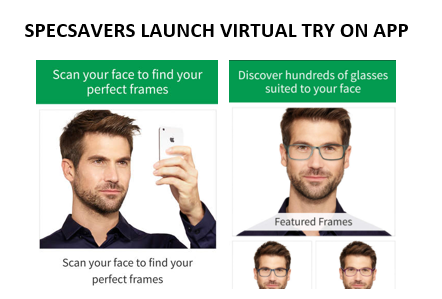 SPECSAVERS LAUNCH VIRTUAL TRY ON APP
Scan your face to find your
perfect frames
Discover hundreds of glasses
suited to your face
Featured Frames
Scan your face to find your
perfect frames